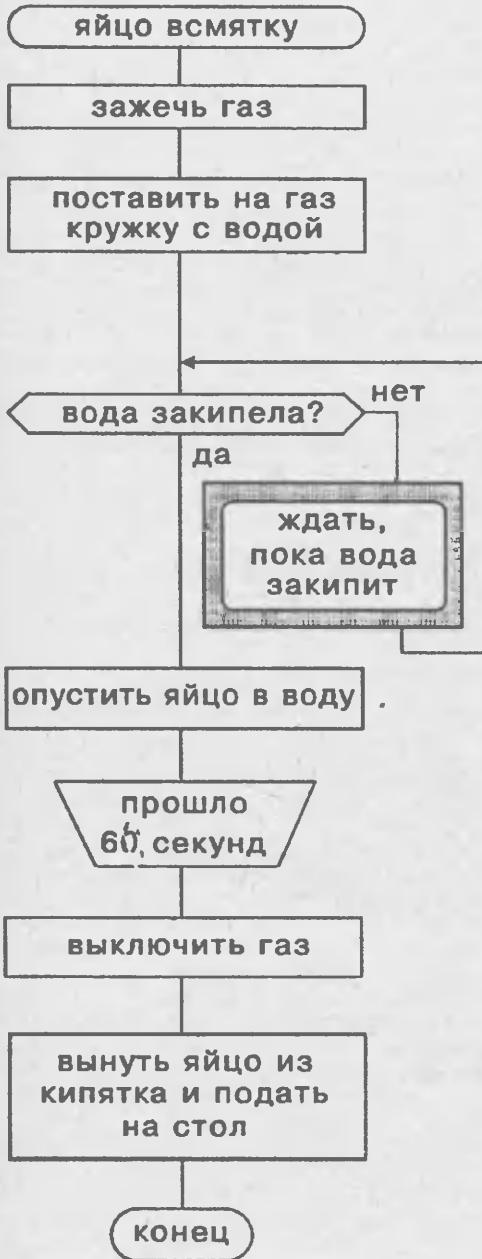 яйцо всмятку
зажечь газ
поставить на газ
кружку с водой
вода закипела?
нет
да
ждать,
пока вода
закипит
опустить яйцо в воду
прошло
60 секунд
выключить газ
вынуть яйцо из
кипятка и подать
на стол
конец